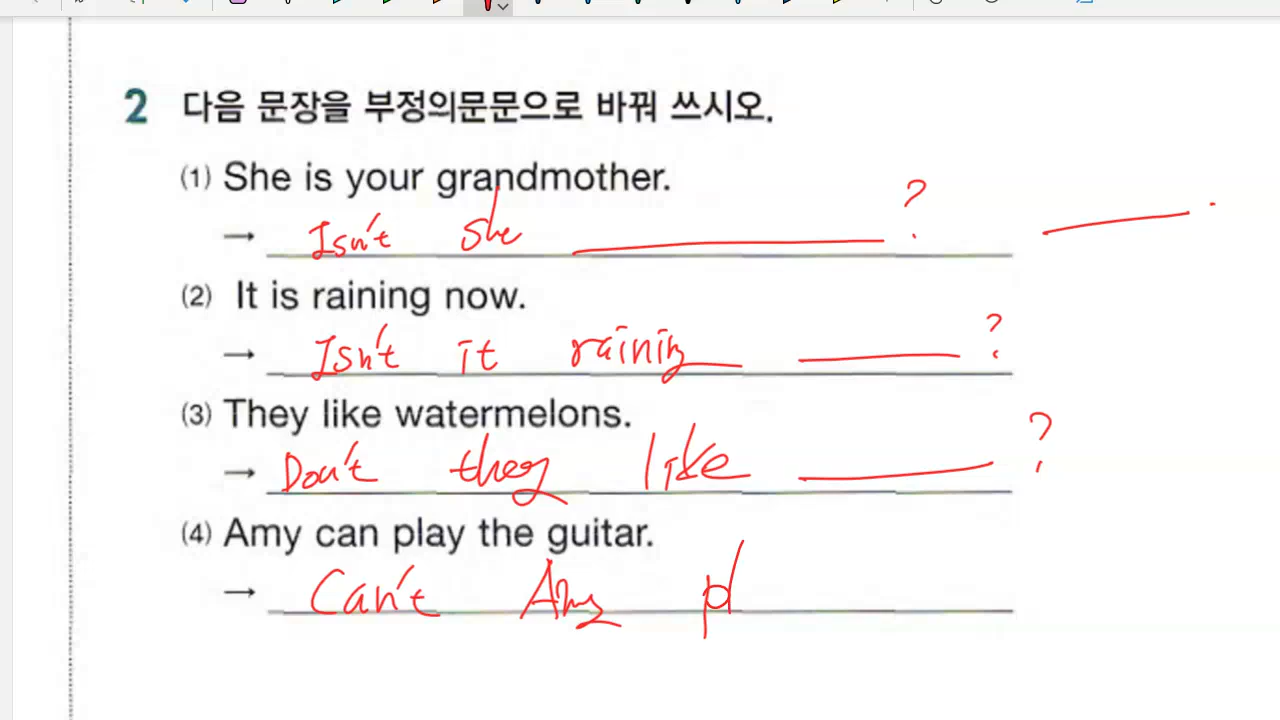 2 다음 문장을 부정의문문으로 바꿔 쓰시오.
(1) She is your grandmother.
→ Isn't she ?
(2) It is raining now.
→ Isn't it raining ?
(3) They like watermelons.
→ Don't they like ?
(4) Amy can play the guitar.
→ Can't Amy pl